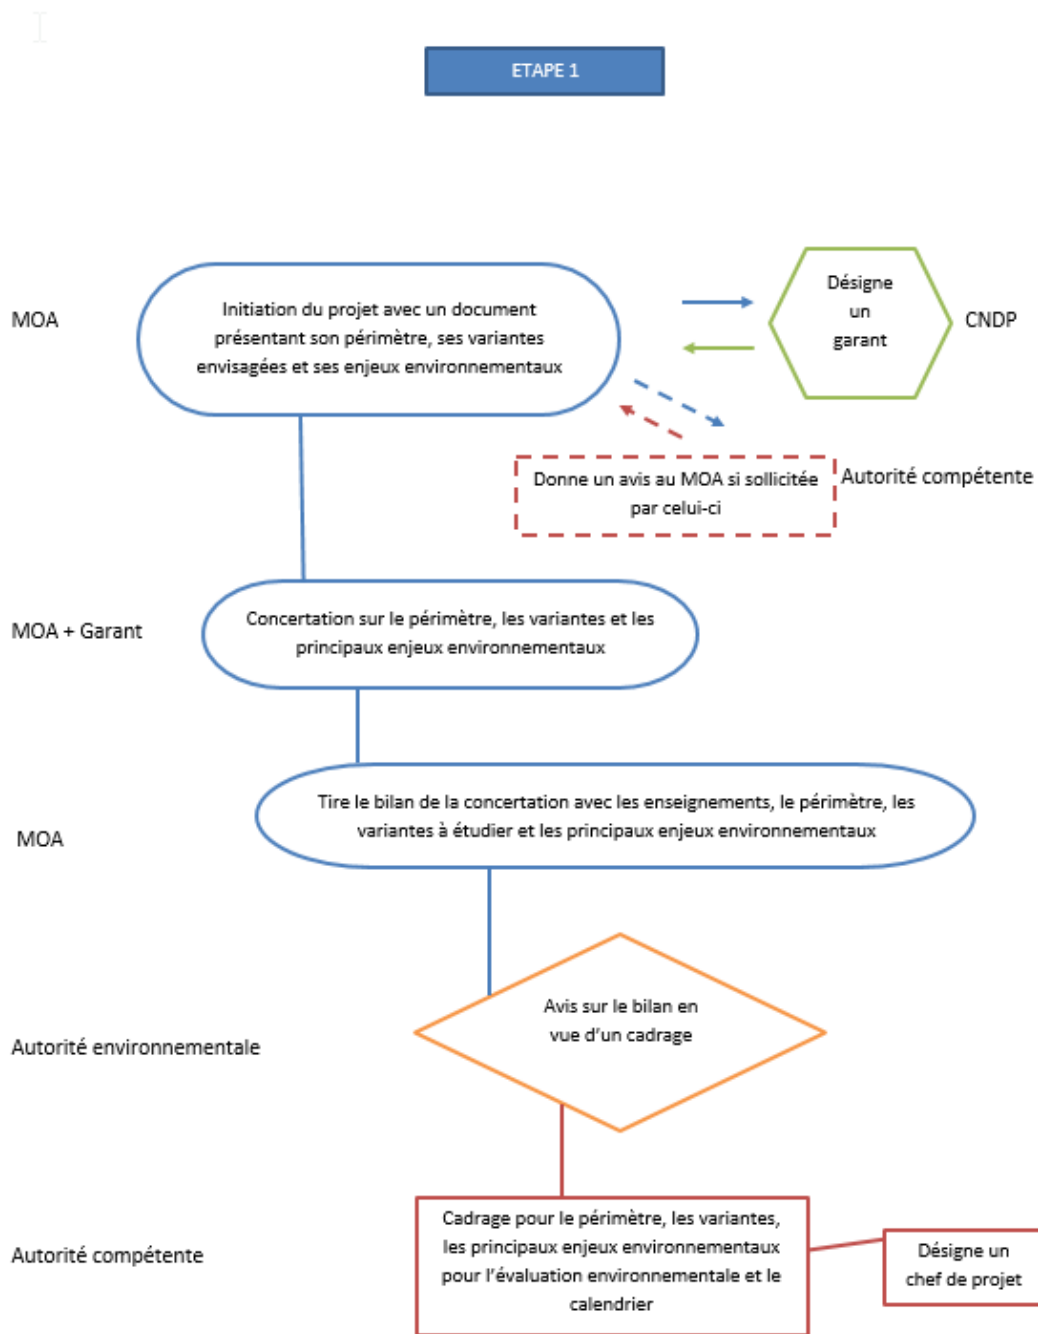 ETAPE 1
MOA
Initiation du projet avec un document
présentant son périmètre, ses variantes
envisagées et ses enjeux environnementaux
Désigne
un
garant
CNDP
Donne un avis au MOA si sollicitée
par celui-ci
Autorité compétente
MOA + Garant
Concertation sur le périmètre, les variantes et les
principaux enjeux environnementaux
MOA
Tire le bilan de la concertation avec les enseignements, le périmètre, les
variantes à étudier et les principaux enjeux environnementaux
Autorité environnementale
Avis sur le bilan en
vue d’un cadrage
Autorité compétente
Cadrage pour le périmètre, les variantes,
les principaux enjeux environnementaux
pour l’évaluation environnementale et le
calendrier
Désigne un
chef de projet